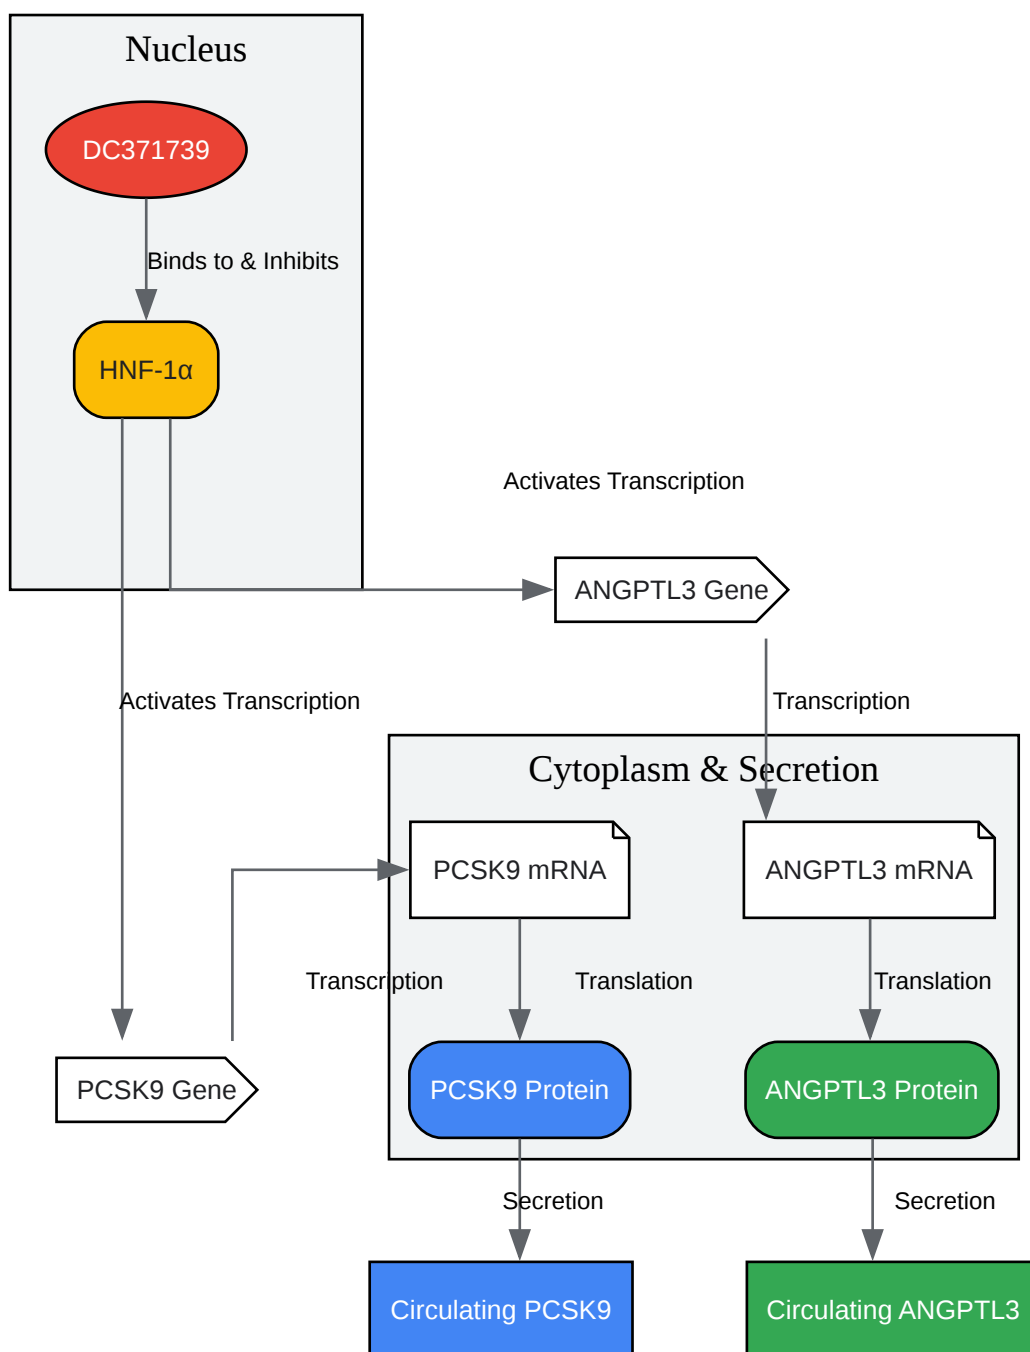 Nucleus
DC371739
Binds to & Inhibits
HNF-1α
Activates Transcription
ANGPTL3 Gene
Activates Transcription
Transcription
Cytoplasm & Secretion
PCSK9 mRNA
ANGPTL3 mRNA
Transcription
Translation
Translation
PCSK9 Gene
PCSK9 Protein
ANGPTL3 Protein
Secretion
Secretion
Circulating PCSK9
Circulating ANGPTL3